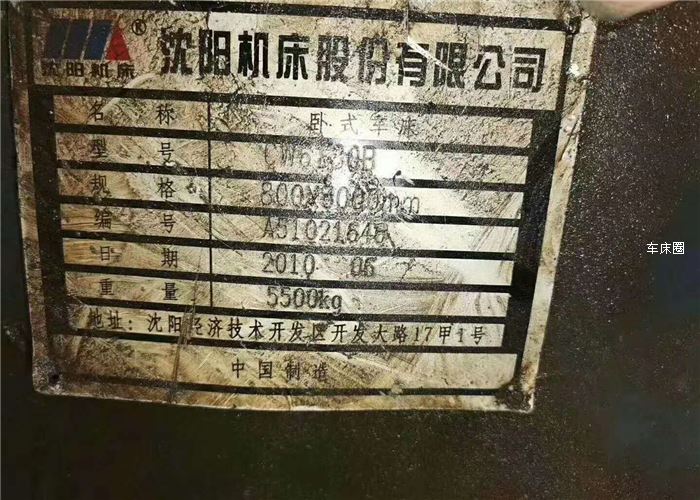 沈阳机床 ® 沈阳机床股份有限公司
名 称 卧式车床
型 号
规 格
编 号 A51021646
日 期 2010 06
重 量 5500kg
地址: 沈阳经济技术开发区开发大路17甲1号
中国制造
车床圈